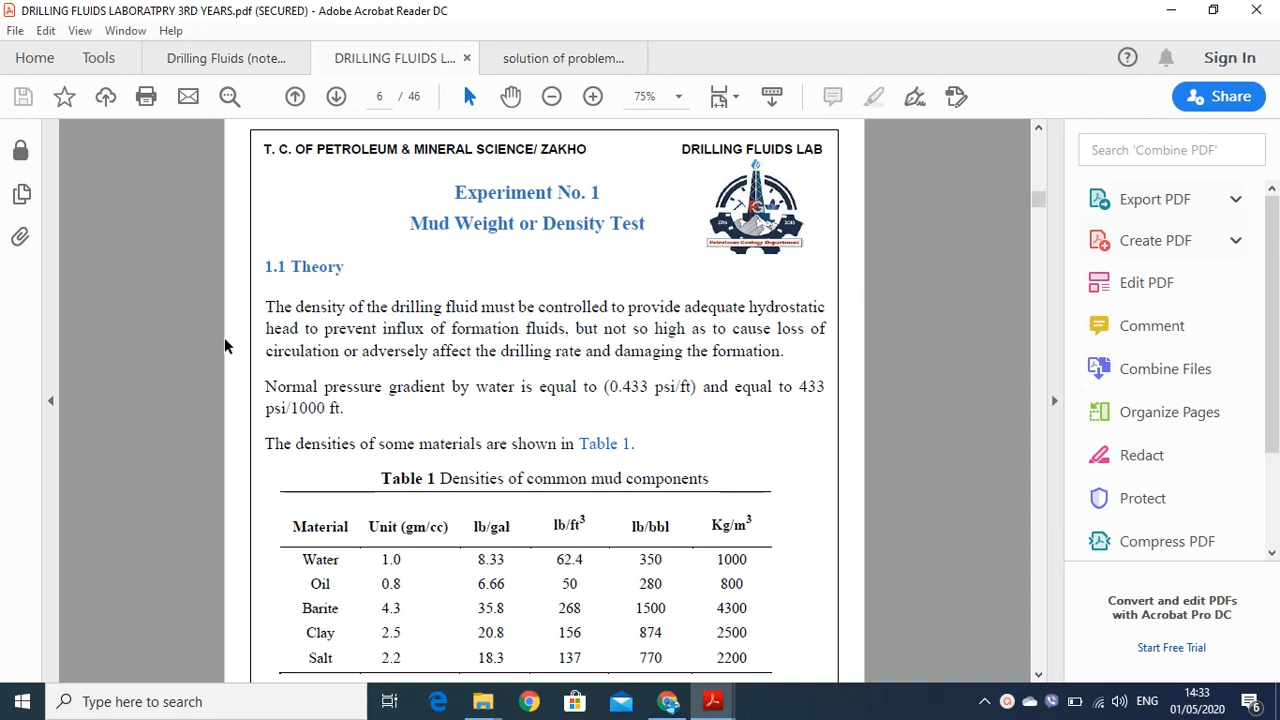 DRILLING FLUIDS LABORATPRY 3RD YEARS.pdf (SECURED) - Adobe Acrobat Reader DC
File Edit View Window Help
Home Tools Drilling Fluids (note... DRILLING FLUIDS L... × solution of problem... Sign In
6 / 46 75% Share
T. C. OF PETROLEUM & MINERAL SCIENCE/ ZAKHO DRILLING FLUIDS LAB
Experiment No. 1
Mud Weight or Density Test
Petroleum Geology Department
1.1 Theory
The density of the drilling fluid must be controlled to provide adequate hydrostatic
head to prevent influx of formation fluids, but not so high as to cause loss of
circulation or adversely affect the drilling rate and damaging the formation.
Normal pressure gradient by water is equal to (0.433 psi/ft) and equal to 433
psi/1000 ft.
The densities of some materials are shown in Table 1.
Table 1 Densities of common mud components
Material Unit (gm/cc) lb/gal lb/ft³ lb/bbl Kg/m³
Water 1.0 8.33 62.4 350 1000
Oil 0.8 6.66 50 280 800
Barite 4.3 35.8 268 1500 4300
Clay 2.5 20.8 156 874 2500
Salt 2.2 18.3 137 770 2200
Search 'Combine PDF'
Export PDF
Create PDF
Edit PDF
Comment
Combine Files
Organize Pages
Redact
Protect
Compress PDF
Convert and edit PDFs
with Acrobat Pro DC
Start Free Trial
Type here to search
ENG
14:33
01/05/2020
6